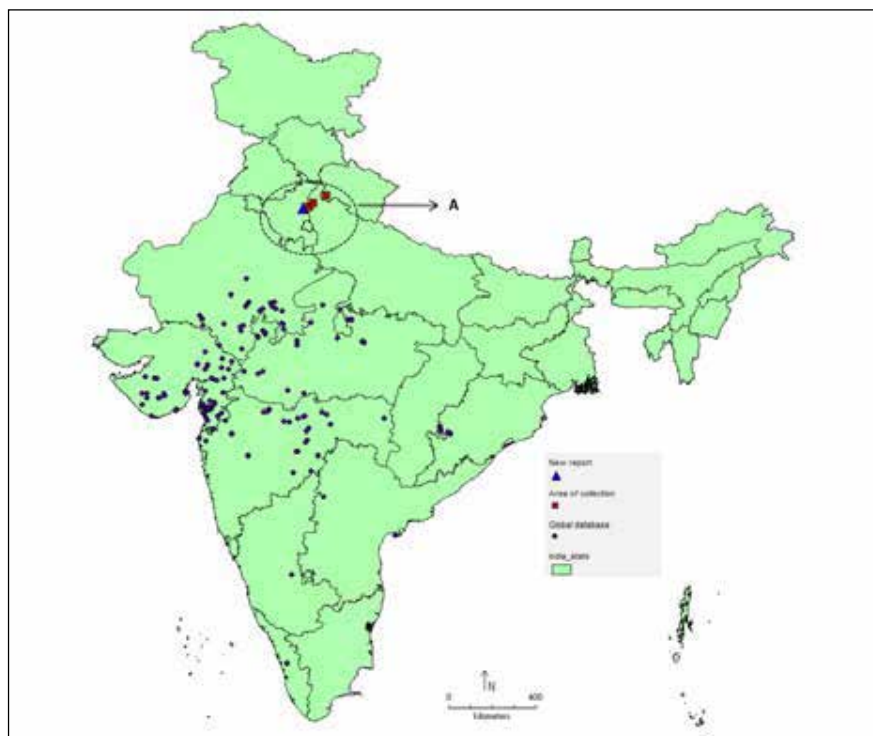 A
New report
Area of collection
Global database
India_state
N
0 400
kilometers